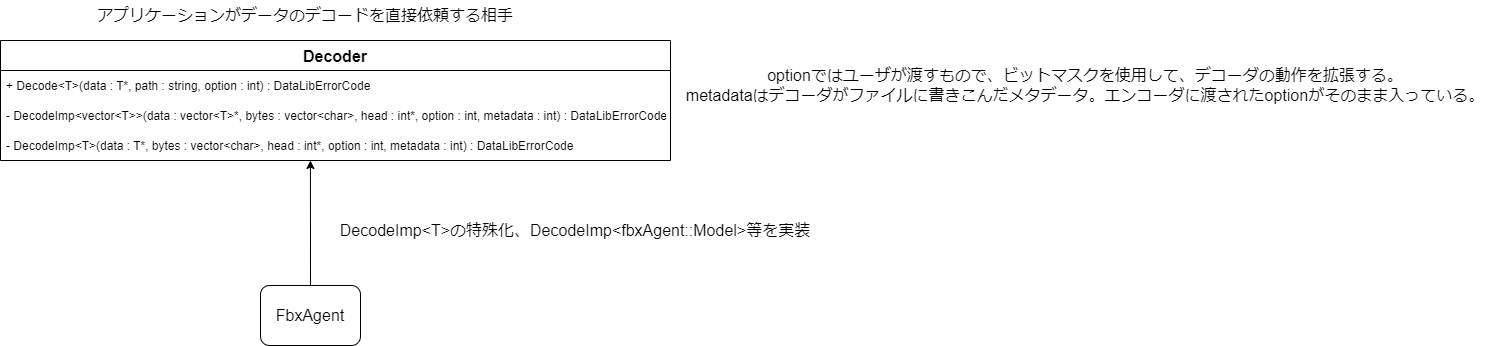 アプリケーションがデータのデコードを直接依頼する相手
Decoder
+ Decode<T>(data : T*, path : string, option : int) : DataLibErrorCode
- DecodeImp<vector<T>>(data : vector<T>*, bytes : vector<char>, head : int*, option : int, metadata : int) : DataLibErrorCode
- DecodeImp<T>(data : T*, bytes : vector<char>, head : int*, option : int, metadata : int) : DataLibErrorCode
optionではユーザが渡すもので、ビットマスクを使用して、デコーダの動作を拡張する。
metadataはデコーダがファイルに書きこんだメタデータ。エンコーダに渡されたoptionがそのまま入っている。
DecodeImp<T>の特殊化、DecodeImp<fbxAgent::Model>等を実装
FbxAgent